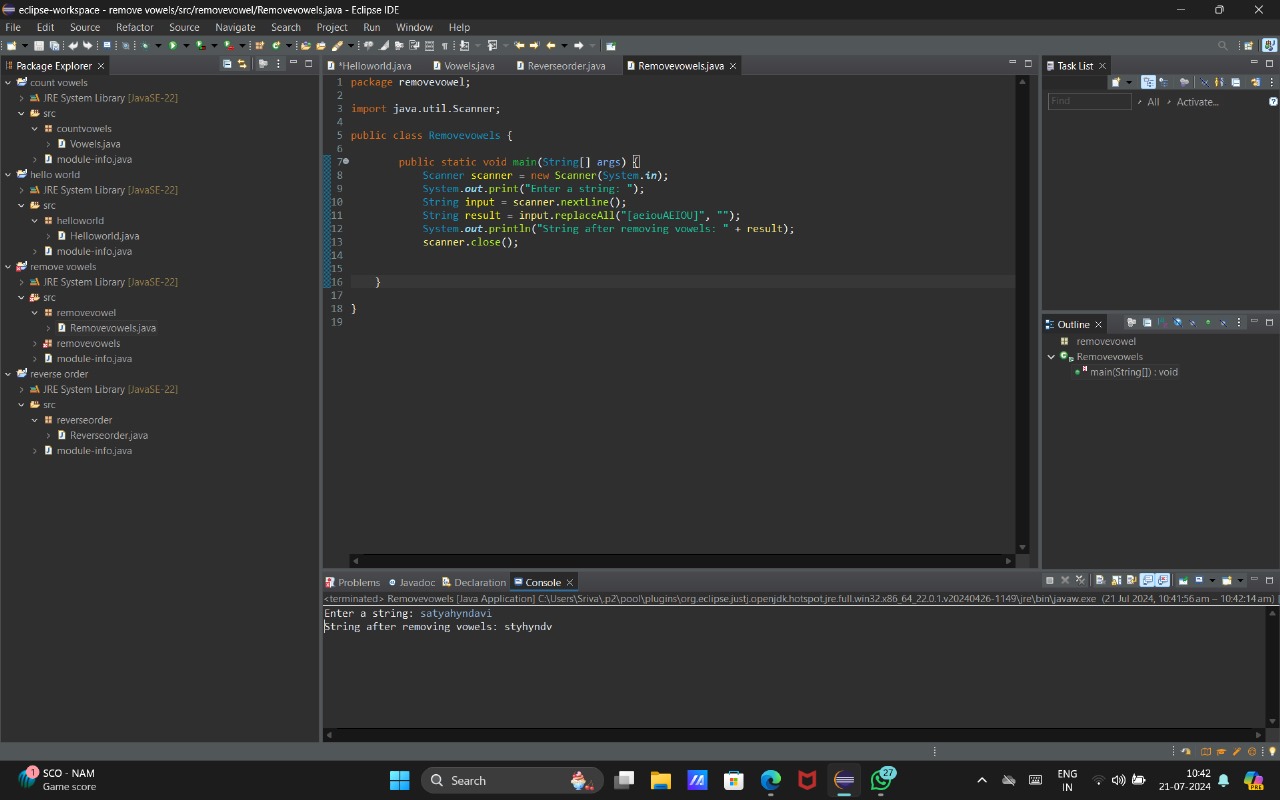 eclipse-workspace - remove vowels/src/removevowel/Removevowels.java - Eclipse IDE
File Edit Source Refactor Source Navigate Search Project Run Window Help
Package Explorer
count vowels
JRE System Library [JavaSE-22]
src
countvowels
Vowels.java
module-info.java
hello world
JRE System Library [JavaSE-22]
src
helloworld
Helloworld.java
module-info.java
remove vowels
JRE System Library [JavaSE-22]
src
removevowel
Removevowels.java
removevowels
module-info.java
reverse order
JRE System Library [JavaSE-22]
src
reverseorder
Reverseorder.java
module-info.java
*Helloworld.java Vowels.java Reverseorder.java Removevowels.java
1 package removevowel;
2
3 import java.util.Scanner;
4
5 public class Removevowels {
6
7 public static void main(String[] args) {
8 Scanner scanner = new Scanner(System.in);
9 System.out.print("Enter a string: ");
10 String input = scanner.nextLine();
11 String result = input.replaceAll("[aeiouAEIOU]", "");
12 System.out.println("String after removing vowels: " + result);
13 scanner.close();
14
15
16 }
17
18 }
19
Task List
Find All Activate...
Outline
removevowel
Removevowels
main(String[]) : void
Problems Javadoc Declaration Console
<terminated> Removevowels [Java Application] C:\Users\Sriva\.p2\pool\plugins\org.eclipse.justj.openjdk.hotspot.jre.full.win32.x86_64_22.0.1.v20240426-1149\jre\bin\javaw.exe (21 Jul 2024, 10:41:56 am – 10:42:14 am) [
Enter a string: satyahyndavi
String after removing vowels: styhyndv
1
SCO - NAM
Game score
Search
27
ENG
IN
10:42
21-07-2024
PRE